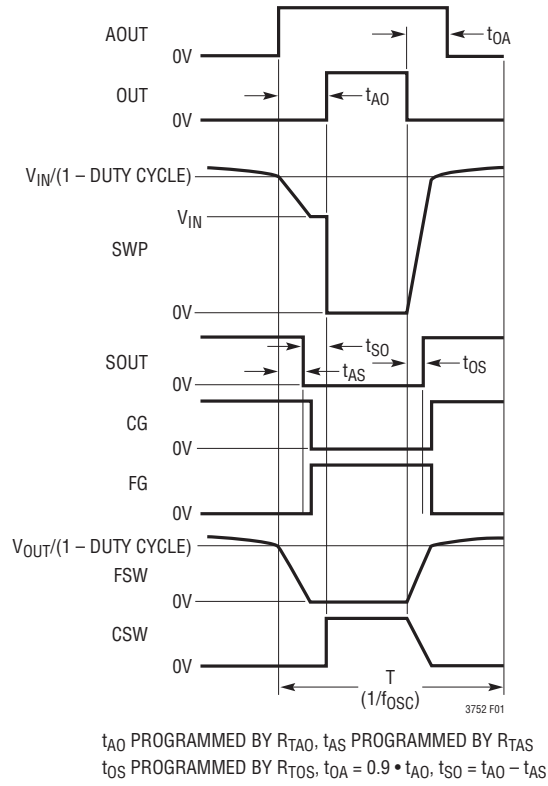 AOUT
0V
tOA
OUT
0V
tAO
VIN/(1 – DUTY CYCLE)
VIN
SWP
0V
SOUT
0V
tSO
tAS
tOS
CG
0V
FG
0V
VOUT/(1 – DUTY CYCLE)
FSW
0V
CSW
0V
T
(1/fOSC)
3752 F01
tAO PROGRAMMED BY RTAO, tAS PROGRAMMED BY RTAS
tOS PROGRAMMED BY RTOS, tOA = 0.9 • tAO, tSO = tAO – tAS